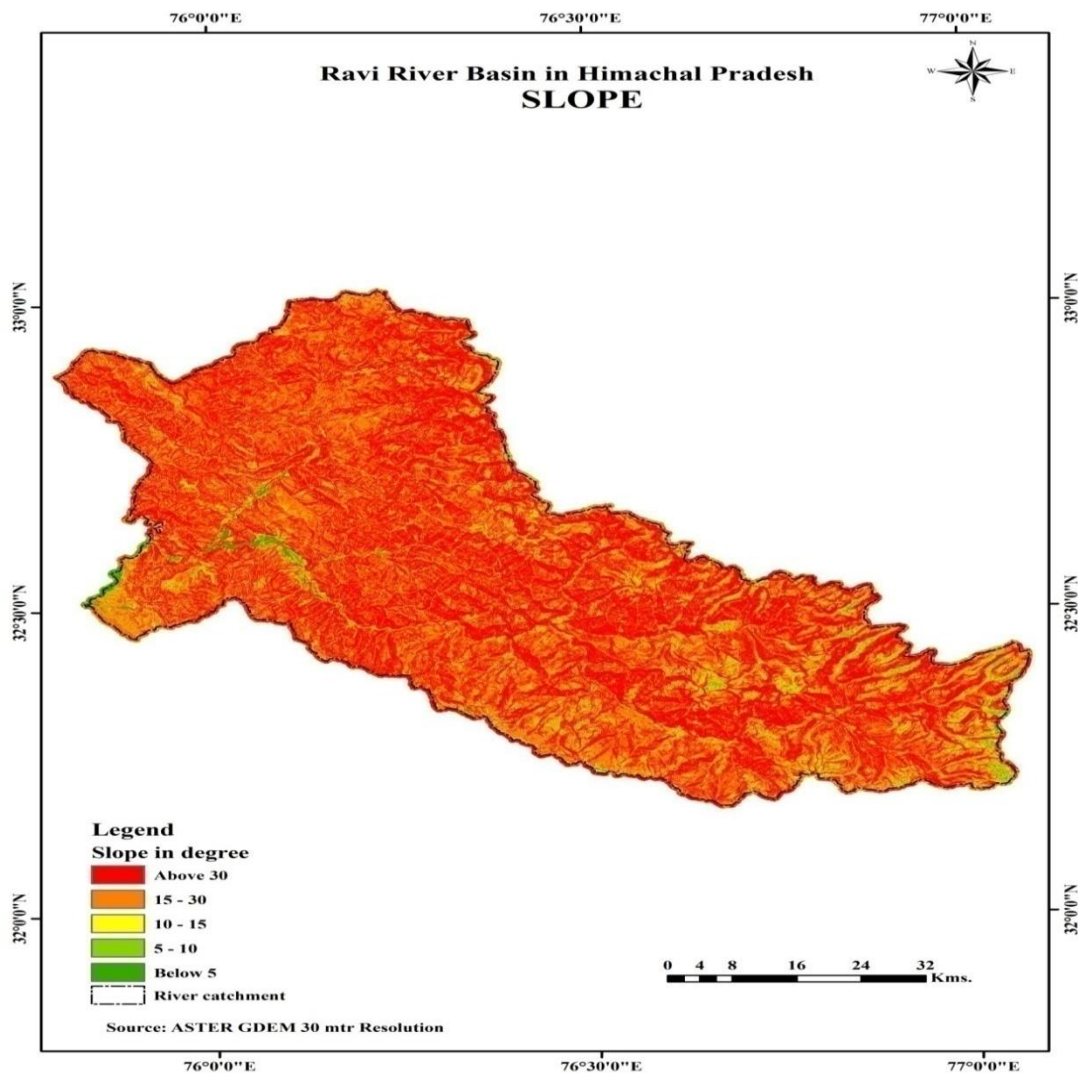 76°0'0"E 76°30'0"E 77°0'0"E
Ravi River Basin in Himachal Pradesh
SLOPE
N
W E
S
33°0'0"N 33°0'0"N
32°30'0"N 32°30'0"N
32°0'0"N 32°0'0"N
Legend
Slope in degree
Above 30
15 - 30
10 - 15
5 - 10
Below 5
River catchment
0 4 8 16 24 32
Kms.
Source: ASTER GDEM 30 mtr Resolution
76°0'0"E 76°30'0"E 77°0'0"E